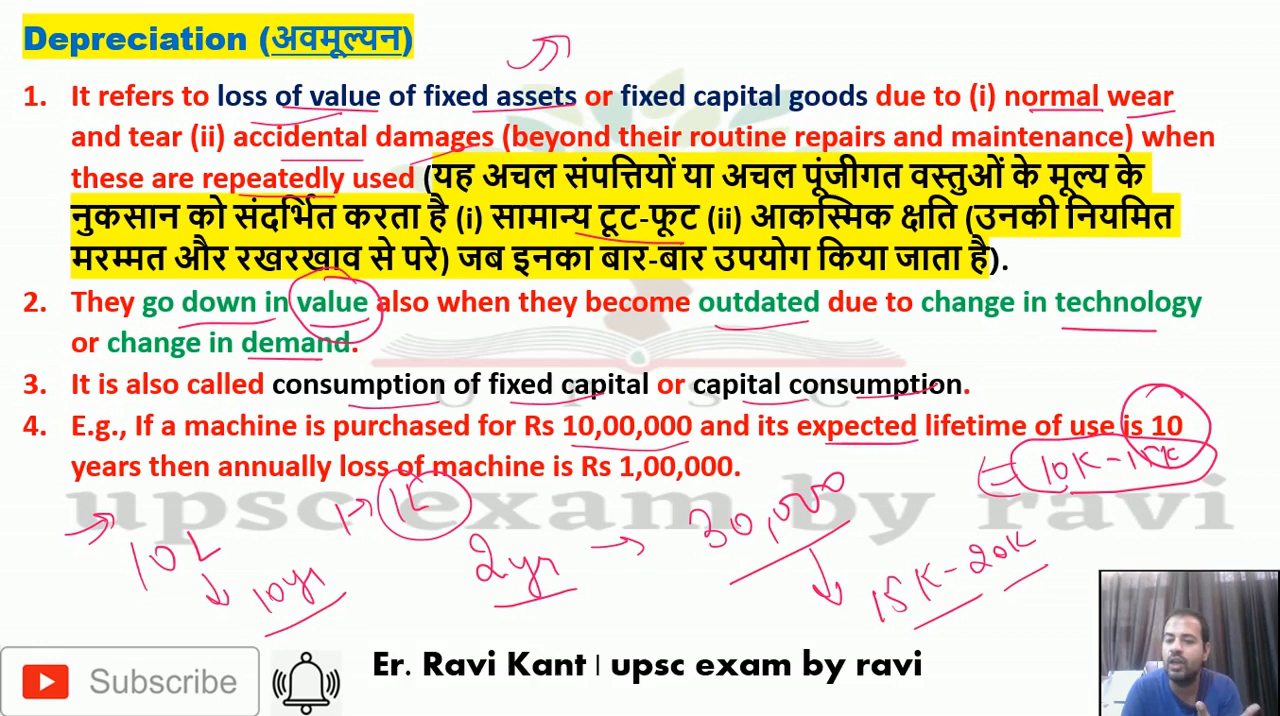 Depreciation (अवमूल्यन)
1. It refers to loss of value of fixed assets or fixed capital goods due to (i) normal wear
and tear (ii) accidental damages (beyond their routine repairs and maintenance) when
these are repeatedly used (यह अचल संपत्तियों या अचल पूंजीगत वस्तुओं के मूल्य के
नुकसान को संदर्भित करता है (i) सामान्य टूट-फूट (ii) आकस्मिक क्षति (उनकी नियमित
मरम्मत और रखरखाव से परे) जब इनका बार-बार उपयोग किया जाता है).
2. They go down in value also when they become outdated due to change in technology
or change in demand.
3. It is also called consumption of fixed capital or capital consumption.
OPSC
4. E.g., If a machine is purchased for Rs 10,00,000 and its expected lifetime of use is 10
years then annually loss of machine is Rs 1,00,000.
10K-15K
upsc exam by ravi
10L
10yr
1L
2yr
30,000
15K-20K
Subscribe
Er. Ravi Kant | upsc exam by ravi